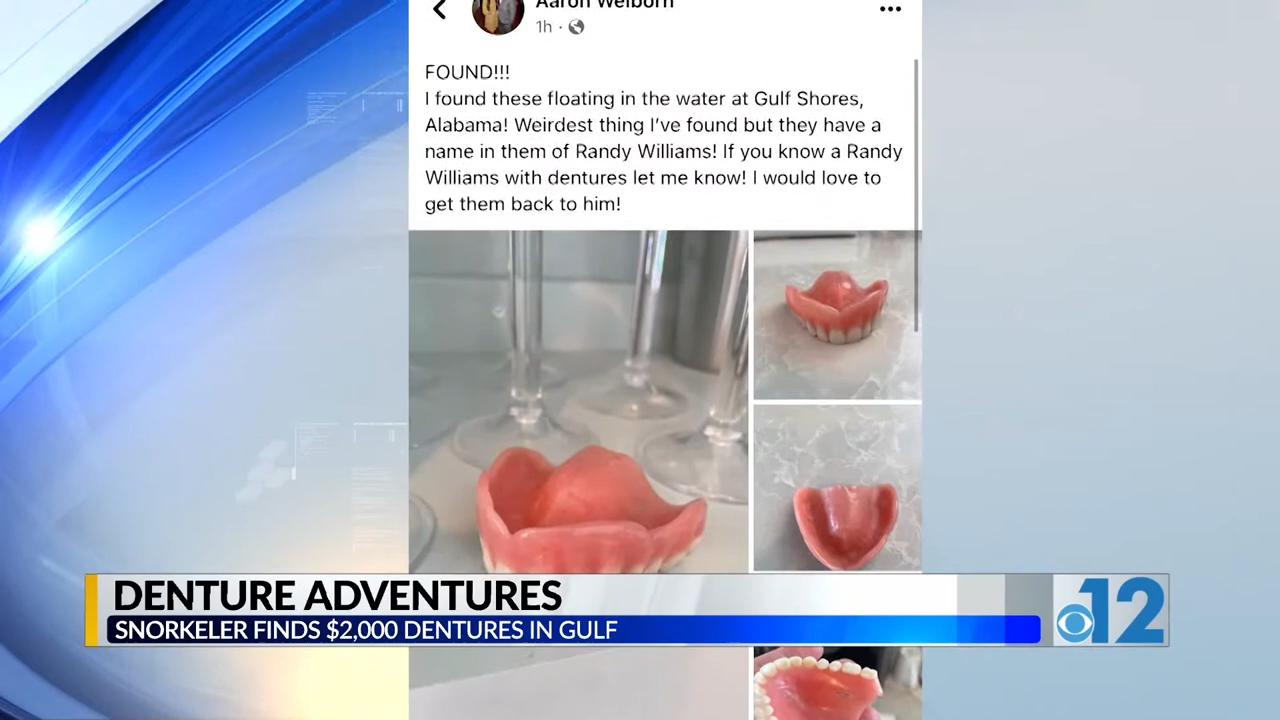 Aaron Welborn
1h ·
FOUND!!!
I found these floating in the water at Gulf Shores,
Alabama! Weirdest thing I've found but they have a
name in them of Randy Williams! If you know a Randy
Williams with dentures let me know! I would love to
get them back to him!
DENTURE ADVENTURES
SNORKELER FINDS $2,000 DENTURES IN GULF
12